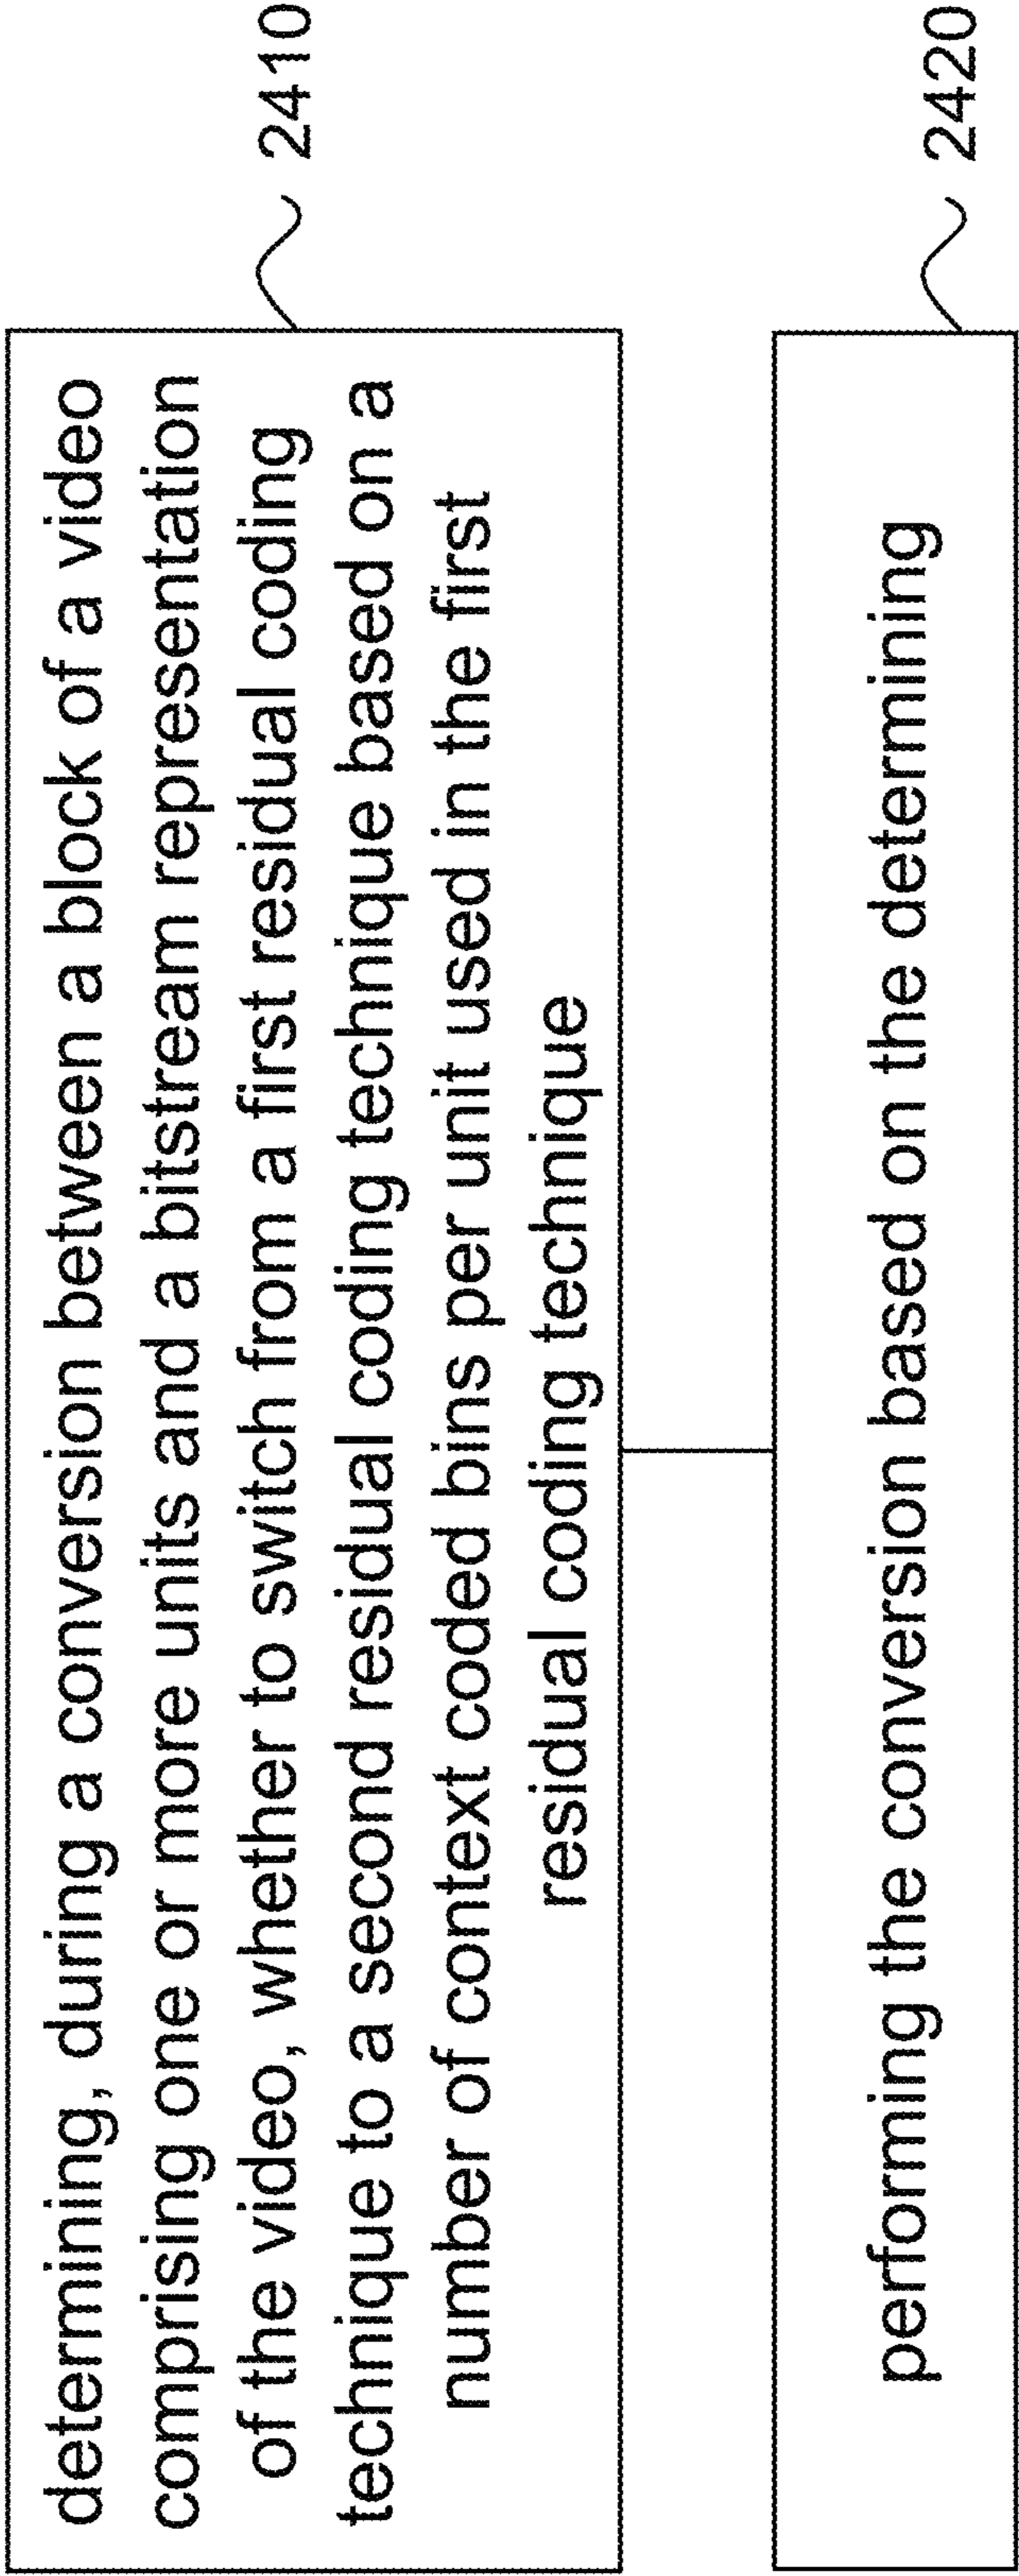 determining, during a conversion between a block of a video
comprising one or more units and a bitstream representation
of the video, whether to switch from a first residual coding
technique to a second residual coding technique based on a
number of context coded bins per unit used in the first
residual coding technique
2410
performing the conversion based on the determining
2420